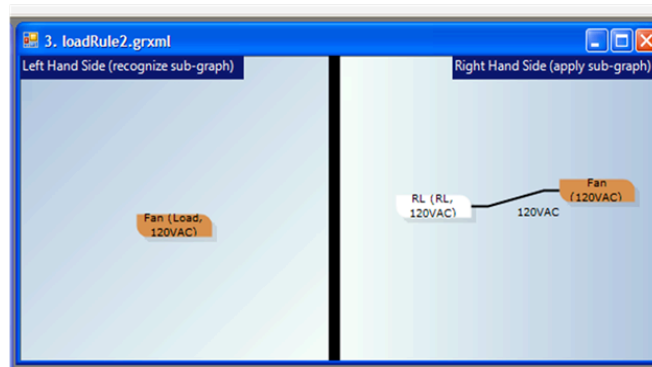 3. loadRule2.grxml
Left Hand Side (recognize sub-graph)
Right Hand Side (apply sub-graph)
Fan (Load,
120VAC)
RL (RL,
120VAC)
120VAC
Fan
(120VAC)